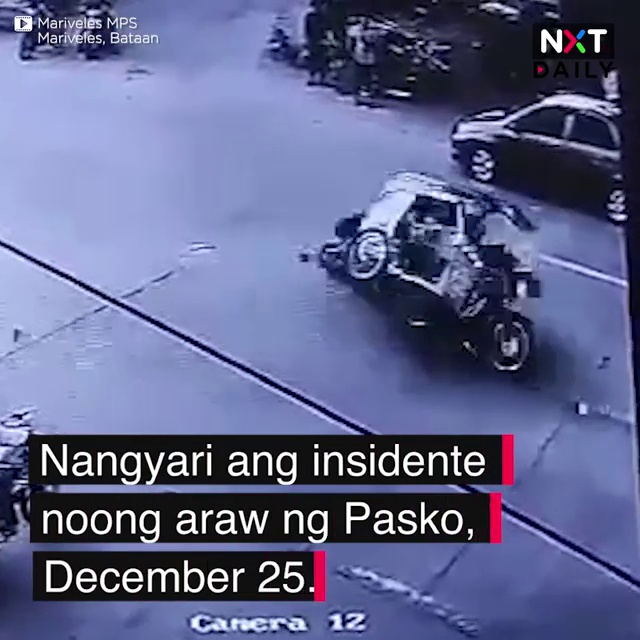 Mariveles MPS
Mariveles, Bataan
NXT
DAILY
Nangyari ang insidente
noong araw ng Pasko,
December 25.
Camera 12